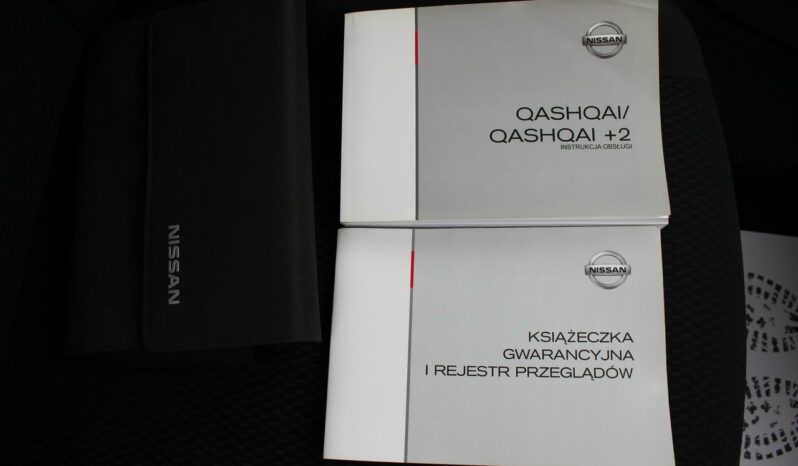 NISSAN
NISSAN
QASHQAI/
QASHQAI +2
INSTRUKCJA OBSŁUGI
NISSAN
KSIĄŻECZKA
GWARANCYJNA
I REJESTR PRZEGLĄDÓW